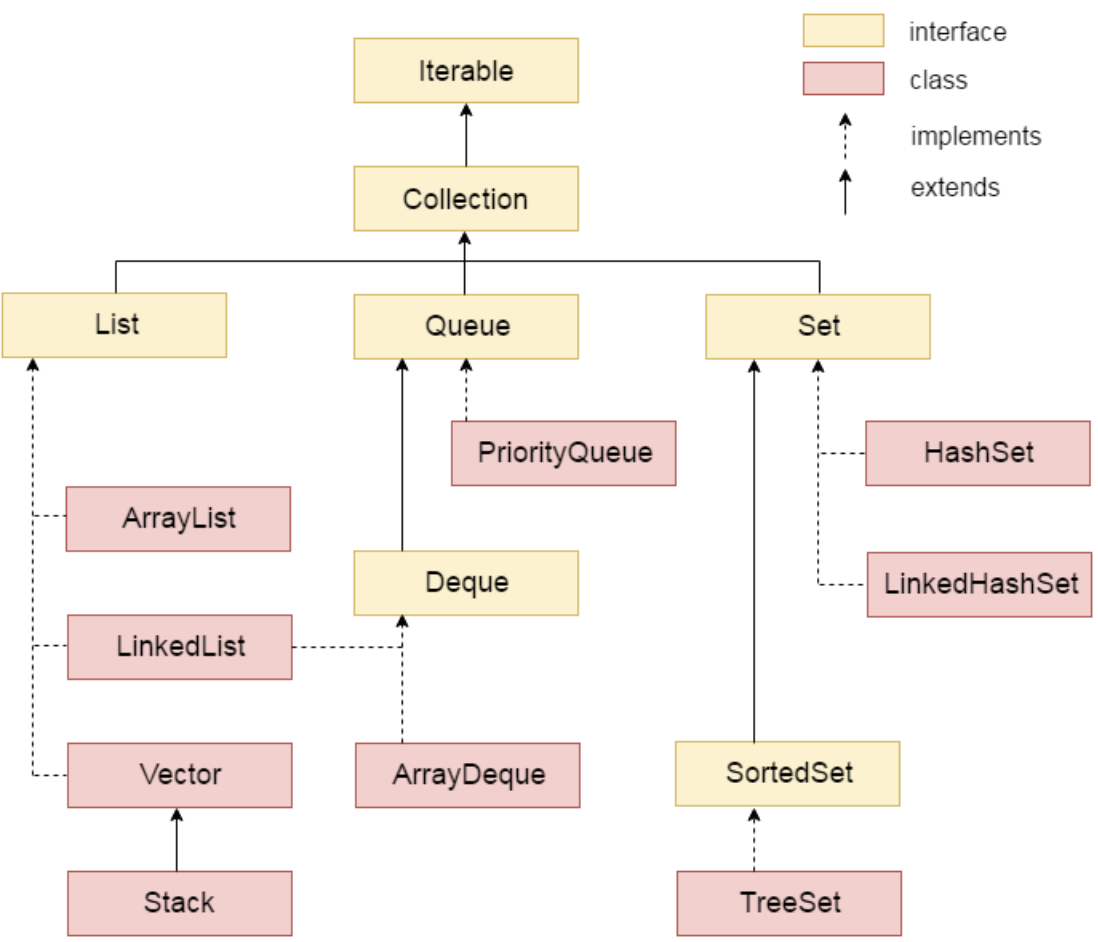 interface
Iterable
class
implements
Collection
extends
List
Queue
Set
PriorityQueue
HashSet
ArrayList
Deque
LinkedHashSet
LinkedList
Vector
ArrayDeque
SortedSet
Stack
TreeSet